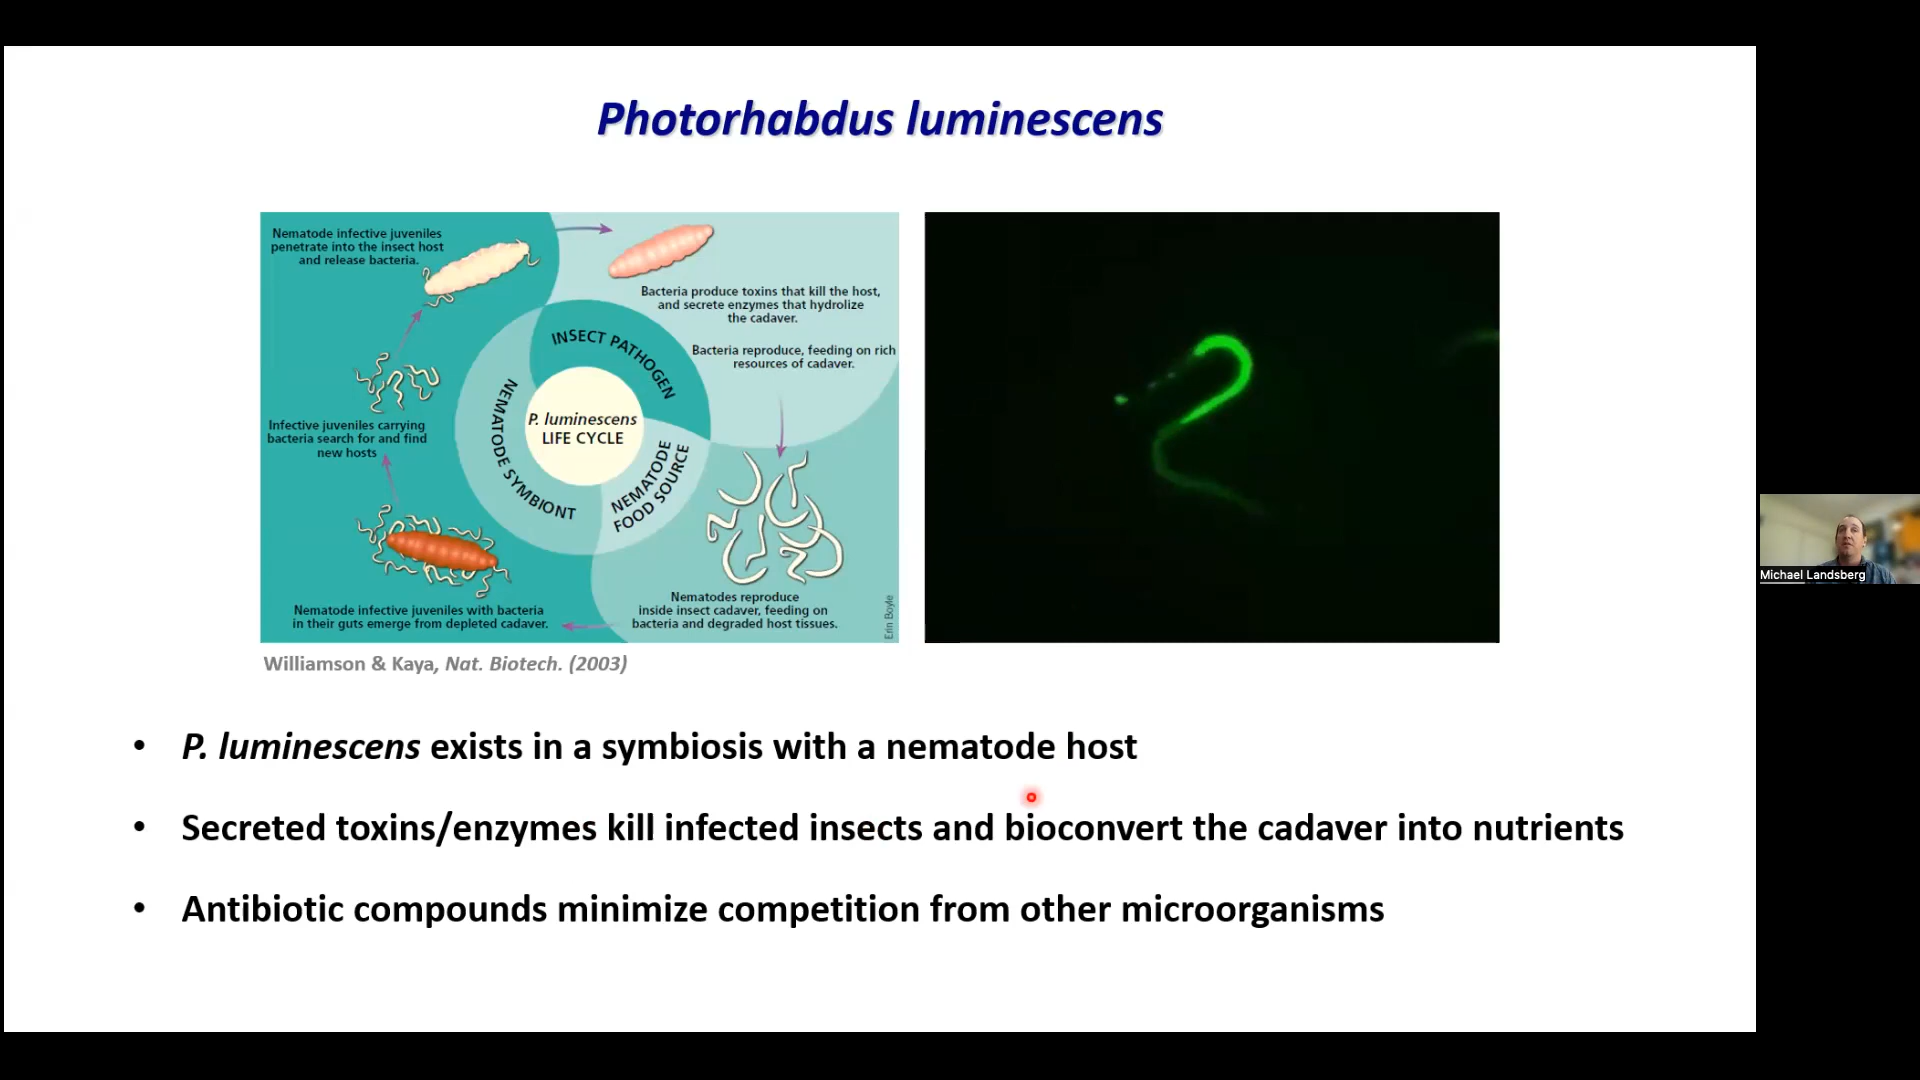 Photorhabdus luminescens
Nematode infective juveniles
penetrate into the insect host
and release bacteria.
Bacteria produce toxins that kill the host,
and secrete enzymes that hydrolize
the cadaver.
Bacteria reproduce, feeding on rich
resources of cadaver.
INSECT PATHOGEN
NEMATODE SYMBIONT
NEMATODE
FOOD SOURCE
P. luminescens
LIFE CYCLE
Infective juveniles carrying
bacteria search for and find
new hosts
Nematode infective juveniles with bacteria
in their guts emerge from depleted cadaver.
Nematodes reproduce
inside insect cadaver, feeding on
bacteria and degraded host tissues.
Erin Boyle
Williamson & Kaya, Nat. Biotech. (2003)
Michael Landsberg
• P. luminescens exists in a symbiosis with a nematode host
• Secreted toxins/enzymes kill infected insects and bioconvert the cadaver into nutrients
• Antibiotic compounds minimize competition from other microorganisms